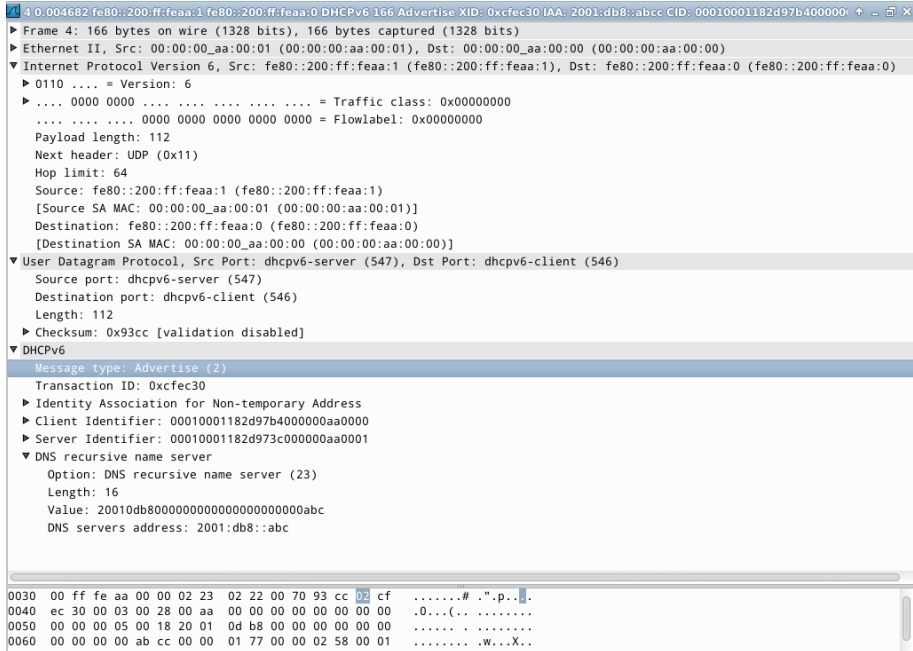 4 0.004682 fe80::200:ff:feaa:1 fe80::200:ff:feaa:0 DHCPv6 166 Advertise XID: 0xcfec30 IAA: 2001:db8::abcc CID: 00010001182d97b400000
Frame 4: 166 bytes on wire (1328 bits), 166 bytes captured (1328 bits)
Ethernet II, Src: 00:00:00_aa:00:01 (00:00:00:aa:00:01), Dst: 00:00:00_aa:00:00 (00:00:00:aa:00:00)
Internet Protocol Version 6, Src: fe80::200:ff:feaa:1 (fe80::200:ff:feaa:1), Dst: fe80::200:ff:feaa:0 (fe80::200:ff:feaa:0)
0110 .... = Version: 6
.... 0000 0000 .... .... .... .... .... = Traffic class: 0x00000000
.... .... .... 0000 0000 0000 0000 0000 = Flowlabel: 0x00000000
Payload length: 112
Next header: UDP (0x11)
Hop limit: 64
Source: fe80::200:ff:feaa:1 (fe80::200:ff:feaa:1)
[Source SA MAC: 00:00:00_aa:00:01 (00:00:00:aa:00:01)]
Destination: fe80::200:ff:feaa:0 (fe80::200:ff:feaa:0)
[Destination SA MAC: 00:00:00_aa:00:00 (00:00:00:aa:00:00)]
User Datagram Protocol, Src Port: dhcpv6-server (547), Dst Port: dhcpv6-client (546)
Source port: dhcpv6-server (547)
Destination port: dhcpv6-client (546)
Length: 112
Checksum: 0x93cc [validation disabled]
DHCPv6
Message type: Advertise (2)
Transaction ID: 0xcfec30
Identity Association for Non-temporary Address
Client Identifier: 00010001182d97b4000000aa0000
Server Identifier: 00010001182d973c000000aa0001
DNS recursive name server
Option: DNS recursive name server (23)
Length: 16
Value: 20010db8000000000000000000000abc
DNS servers address: 2001:db8::abc
0030 00 ff fe aa 00 00 02 23 02 22 00 70 93 cc 02 cf .......# .".p....
0040 ec 30 00 03 00 28 00 aa 00 00 00 00 00 00 00 00 .0...(.. ........
0050 00 00 00 05 00 18 20 01 0d b8 00 00 00 00 00 00 ...... . ........
0060 00 00 00 00 ab cc 00 00 01 77 00 00 02 58 00 01 ........ .w...X..